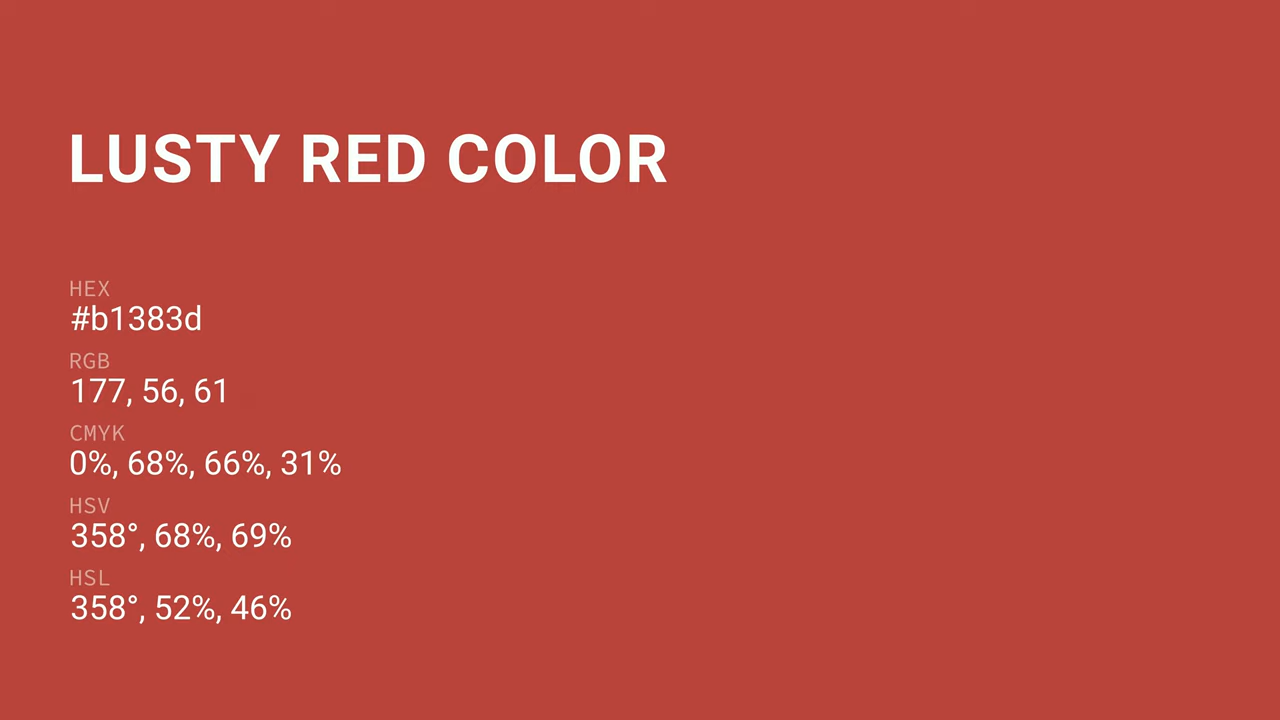 LUSTY RED COLOR
HEX
#b1383d
RGB
177, 56, 61
CMYK
0%, 68%, 66%, 31%
HSV
358°, 68%, 69%
HSL
358°, 52%, 46%